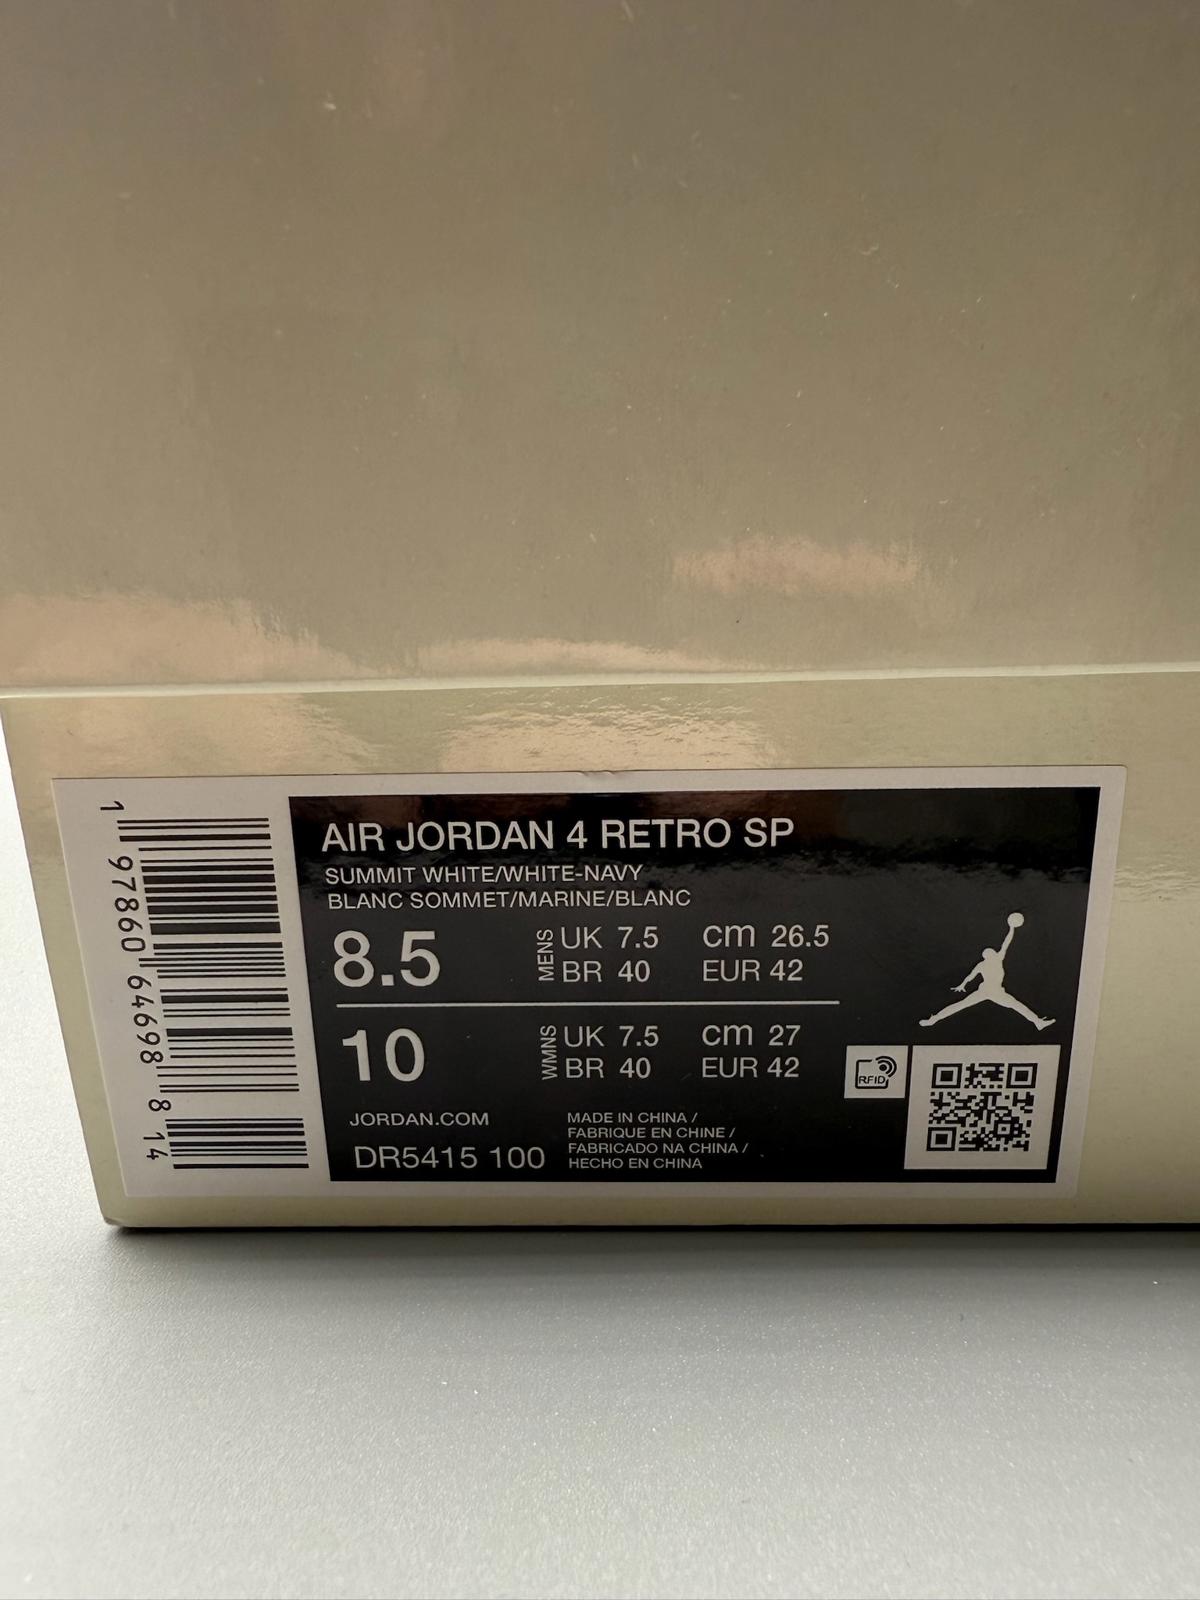 AIR JORDAN 4 RETRO SP
SUMMIT WHITE/WHITE-NAVY
BLANC SOMMET/MARINE/BLANC
8.5 MENS UK 7.5 cm 26.5
BR 40 EUR 42
10 WMNS UK 7.5 cm 27
BR 40 EUR 42
RFID
JORDAN.COM
DR5415 100
MADE IN CHINA /
FABRIQUE EN CHINE /
FABRICADO NA CHINA /
HECHO EN CHINA
1 97860 64698 8 14